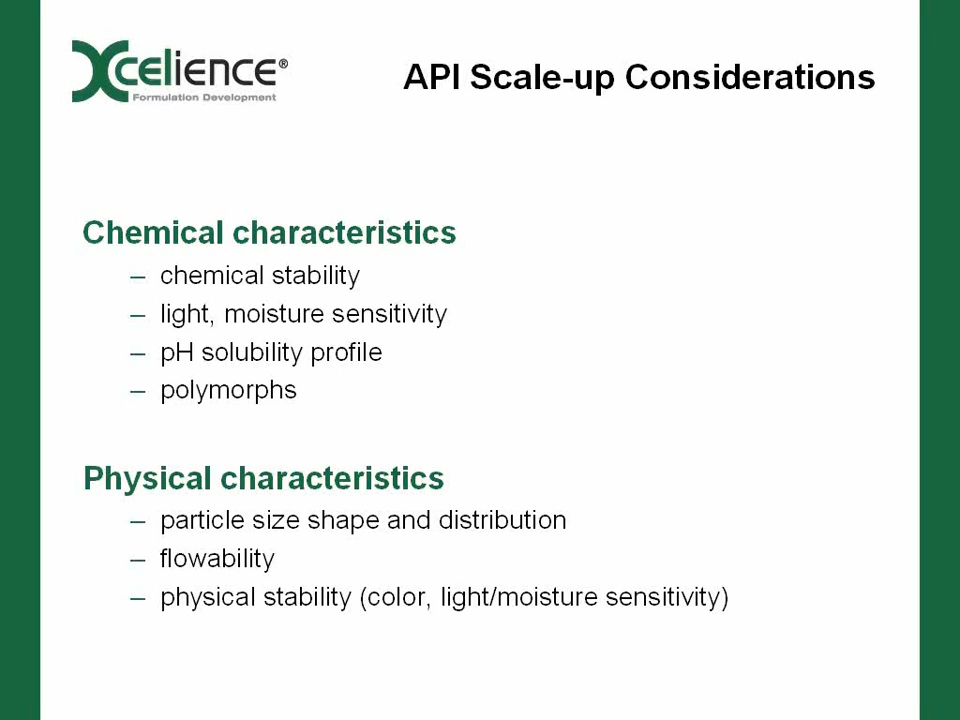 Xcelience®
Formulation Development
API Scale-up Considerations
Chemical characteristics
– chemical stability
– light, moisture sensitivity
– pH solubility profile
– polymorphs
Physical characteristics
– particle size shape and distribution
– flowability
– physical stability (color, light/moisture sensitivity)